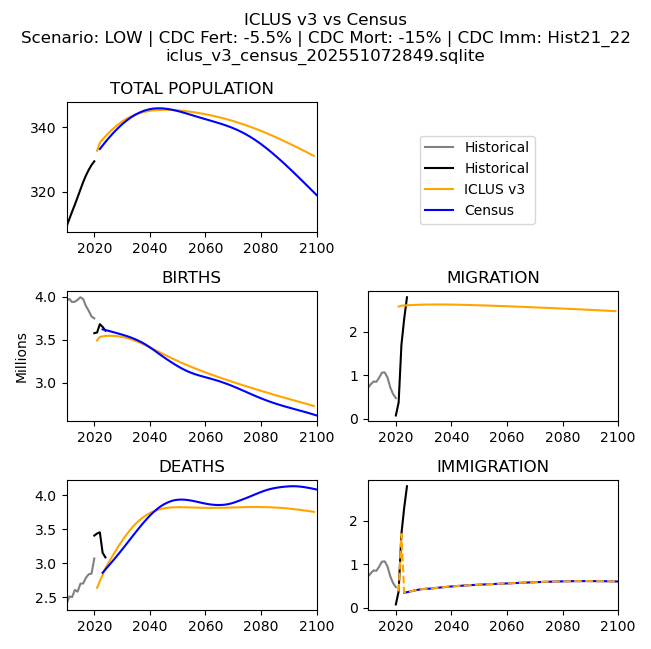 ICLUS v3 vs Census
Scenario: LOW | CDC Fert: -5.5% | CDC Mort: -15% | CDC Imm: Hist21_22
iclus_v3_census_202551072849.sqlite
TOTAL POPULATION
340
320
2020 2040 2060 2080 2100
Historical
Historical
ICLUS v3
Census
BIRTHS
Millions
4.0
3.5
3.0
2020 2040 2060 2080 2100
MIGRATION
2
1
0
2020 2040 2060 2080 2100
DEATHS
4.0
3.5
3.0
2.5
2020 2040 2060 2080 2100
IMMIGRATION
2
1
0
2020 2040 2060 2080 2100